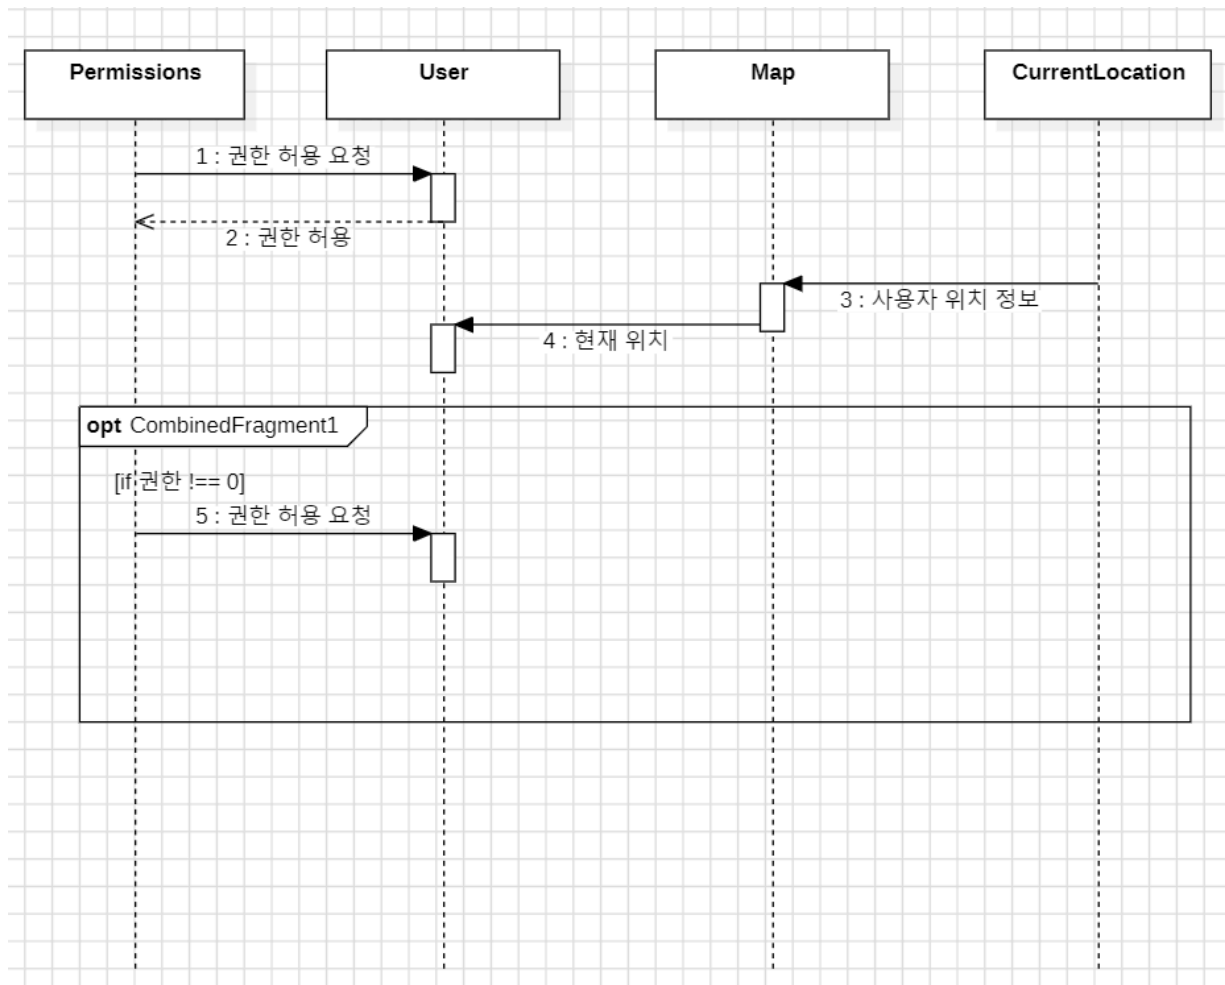 Permissions
User
Map
CurrentLocation
1 : 권한 허용 요청
2 : 권한 허용
3 : 사용자 위치 정보
4 : 현재 위치
opt CombinedFragment1
[if 권한 !== 0]
5 : 권한 허용 요청